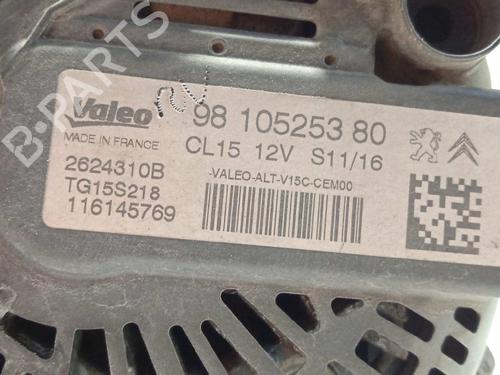 Valeo
98 105253 80
MADE IN FRANCE
CL15 12V S11/16
2624310B
-VALEO-ALT-V15C-CEM00
TG15S218
116145769
B-PARTS